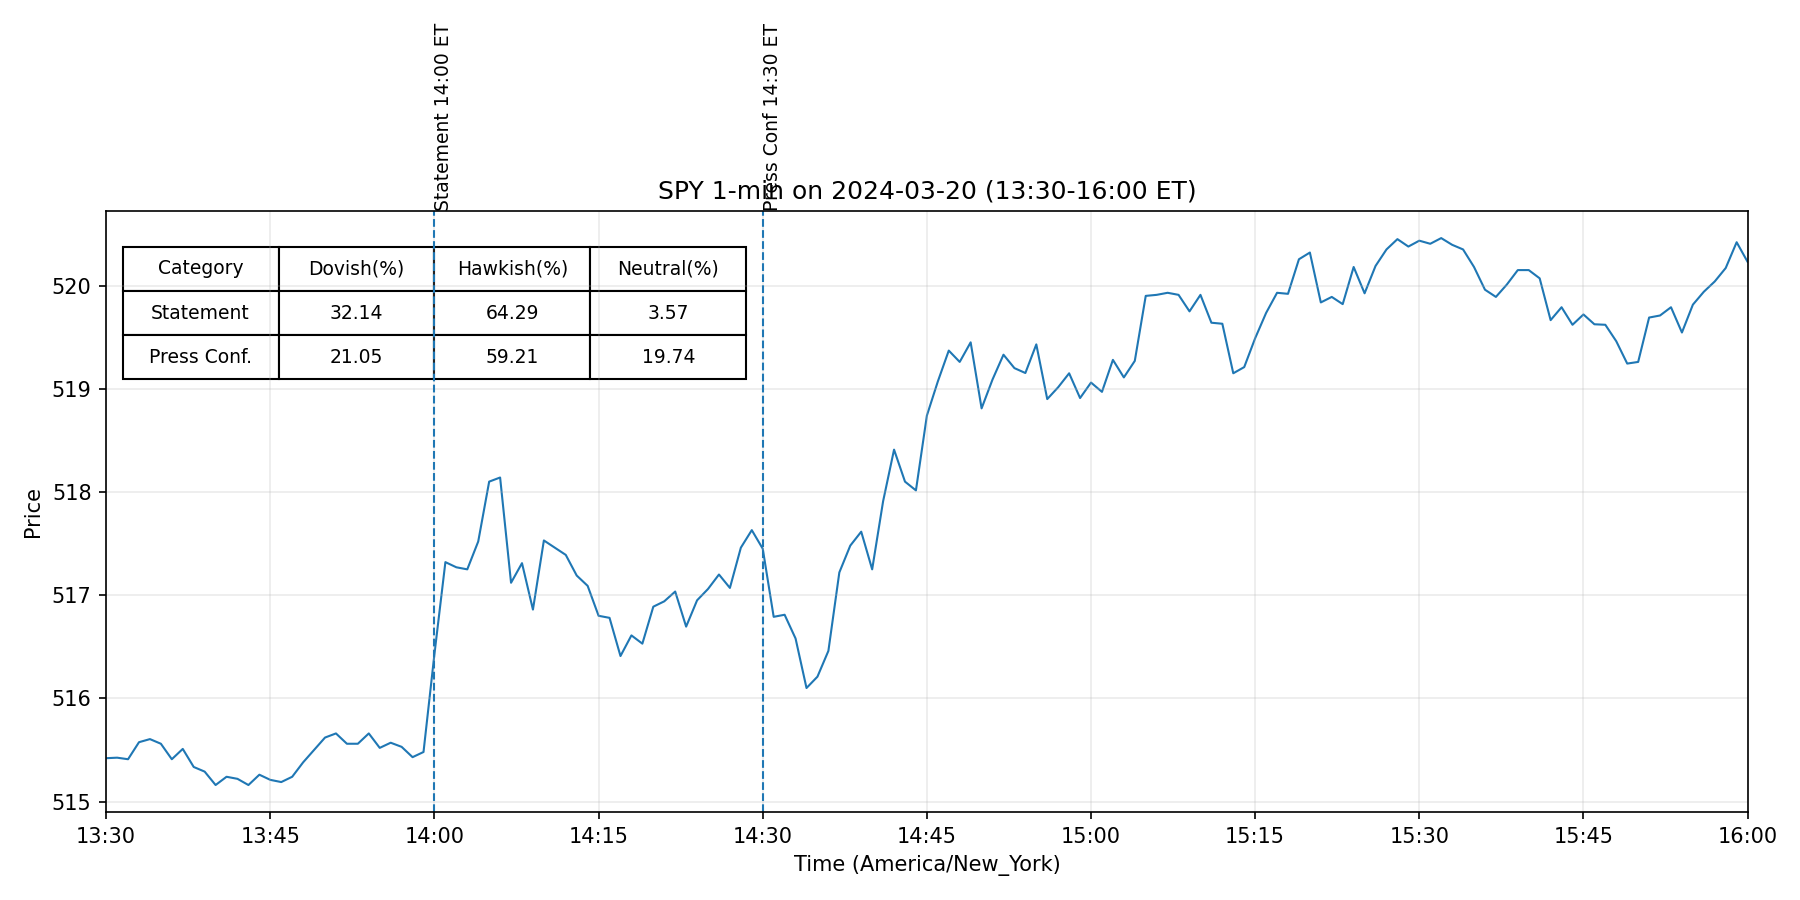 Statement 14:00 ET
Press Conf 14:30 ET
SPY 1-min on 2024-03-20 (13:30-16:00 ET)
Category Dovish(%) Hawkish(%) Neutral(%)
Statement 32.14 64.29 3.57
Press Conf. 21.05 59.21 19.74
Price
520
519
518
517
516
515
13:30 13:45 14:00 14:15 14:30 14:45 15:00 15:15 15:30 15:45 16:00
Time (America/New_York)